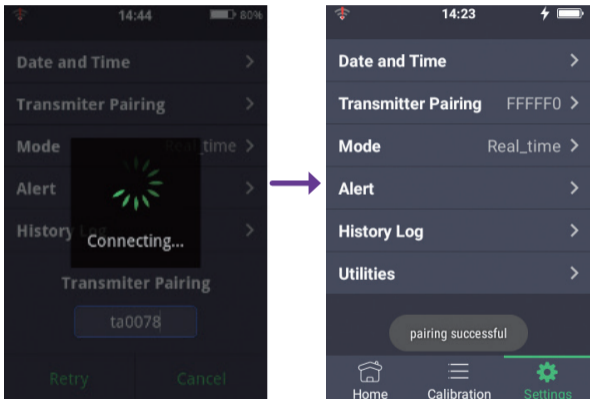 14:44 80%
Date and Time
Transmiter Pairing
Mode Real_time
Alert
History Log
Connecting...
Transmiter Pairing
ta0078
Retry Cancel
14:23
Date and Time
Transmitter Pairing FFFFF0
Mode Real_time
Alert
History Log
Utilities
pairing successful
Home Calibration Settings